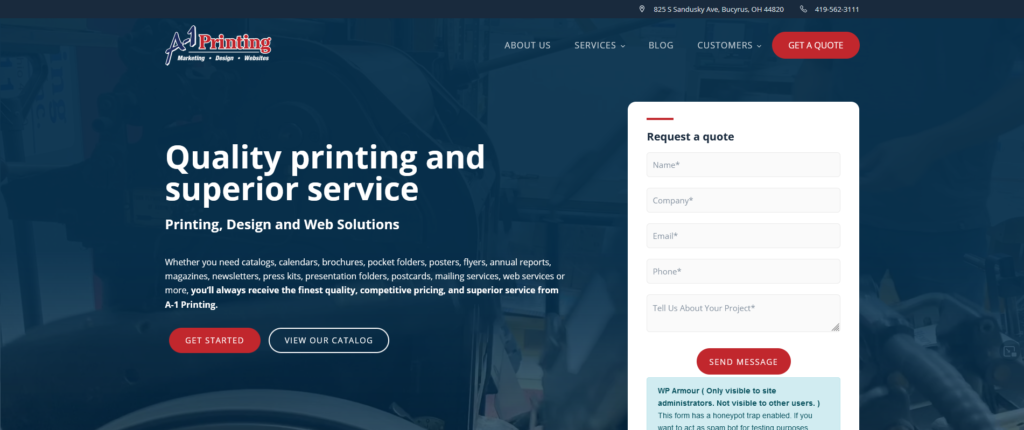 825 S Sandusky Ave, Bucyrus, OH 44820 419-562-3111
A-1 Printing
Marketing • Design • Websites
ABOUT US SERVICES BLOG CUSTOMERS GET A QUOTE
Quality printing and
superior service
Printing, Design and Web Solutions
Whether you need catalogs, calendars, brochures, pocket folders, posters, flyers, annual reports,
magazines, newsletters, press kits, presentation folders, postcards, mailing services, web services or
more, you'll always receive the finest quality, competitive pricing, and superior service from
A-1 Printing.
GET STARTED VIEW OUR CATALOG
Request a quote
Name*
Company*
Email*
Phone*
Tell Us About Your Project*
SEND MESSAGE
WP Armour ( Only visible to site
administrators. Not visible to other users. )
This form has a honeypot trap enabled. If you
want to act as spam bot for testing purposes